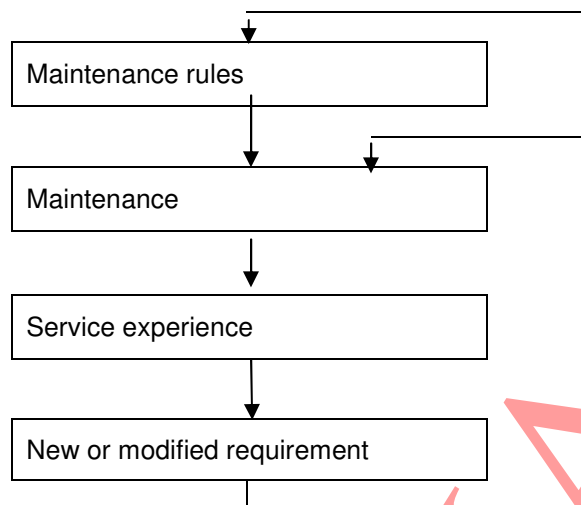 Maintenance rules
Maintenance
Service experience
New or modified requirement